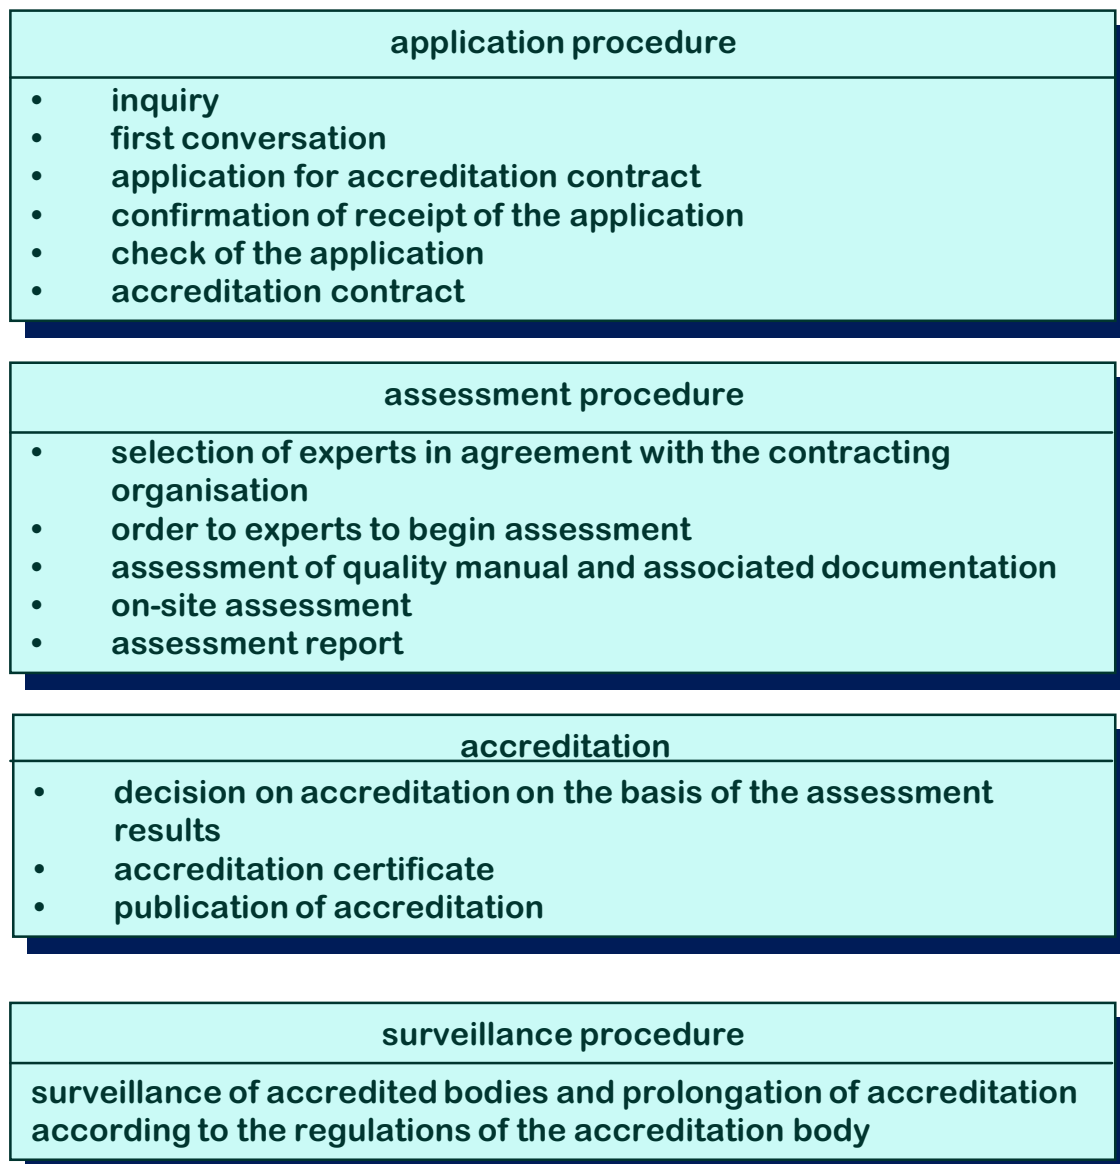 application procedure
• inquiry
• first conversation
• application for accreditation contract
• confirmation of receipt of the application
• check of the application
• accreditation contract
assessment procedure
• selection of experts in agreement with the contracting
organisation
• order to experts to begin assessment
• assessment of quality manual and associated documentation
• on-site assessment
• assessment report
accreditation
• decision on accreditation on the basis of the assessment
results
• accreditation certificate
• publication of accreditation
surveillance procedure
surveillance of accredited bodies and prolongation of accreditation
according to the regulations of the accreditation body